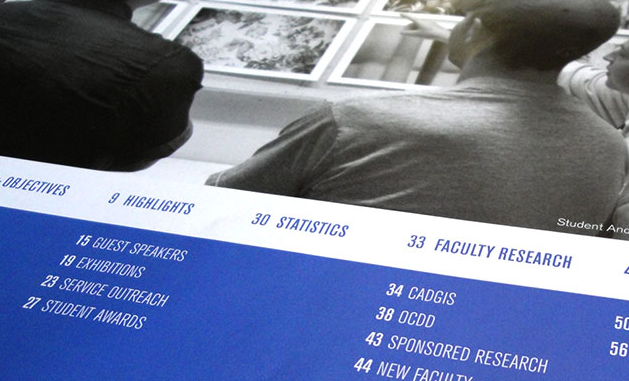 Student And
OBJECTIVES
9 HIGHLIGHTS
30 STATISTICS
33 FACULTY RESEARCH
15 GUEST SPEAKERS
19 EXHIBITIONS
23 SERVICE OUTREACH
27 STUDENT AWARDS
34 CADGIS
38 OCDD
43 SPONSORED RESEARCH
44 NEW FACULTY
50
56